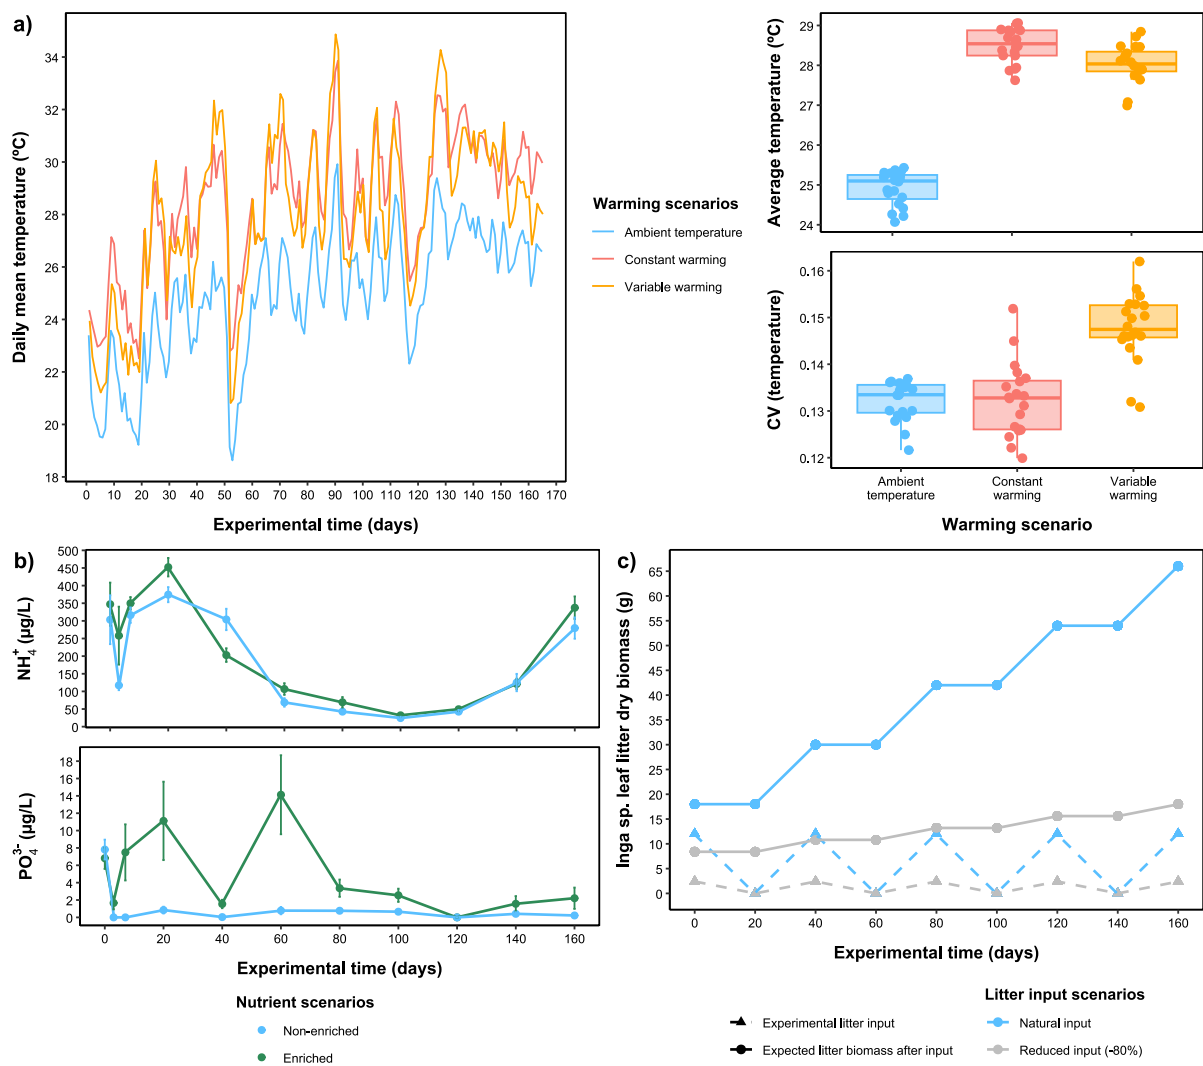 a)
Daily mean temperature (ºC)
34
32
30
28
26
24
22
20
18
0 10 20 30 40 50 60 70 80 90 100 110 120 130 140 150 160 170
Experimental time (days)
Warming scenarios
Ambient temperature
Constant warming
Variable warming
Average temperature (ºC)
29
28
27
26
25
24
CV (temperature)
0.16
0.15
0.14
0.13
0.12
Ambient temperature
Constant warming
Variable warming
Warming scenario
b)
NH₄⁺ (µg/L)
500
450
400
350
300
250
200
150
100
50
0
PO₄³⁻ (µg/L)
18
16
14
12
10
8
6
4
2
0
0 20 40 60 80 100 120 140 160
Experimental time (days)
Nutrient scenarios
Non-enriched
Enriched
c)
Inga sp. leaf litter dry biomass (g)
65
60
55
50
45
40
35
30
25
20
15
10
5
0
0 20 40 60 80 100 120 140 160
Experimental time (days)
Litter input scenarios
Experimental litter input
Natural input
Expected litter biomass after input
Reduced input (-80%)